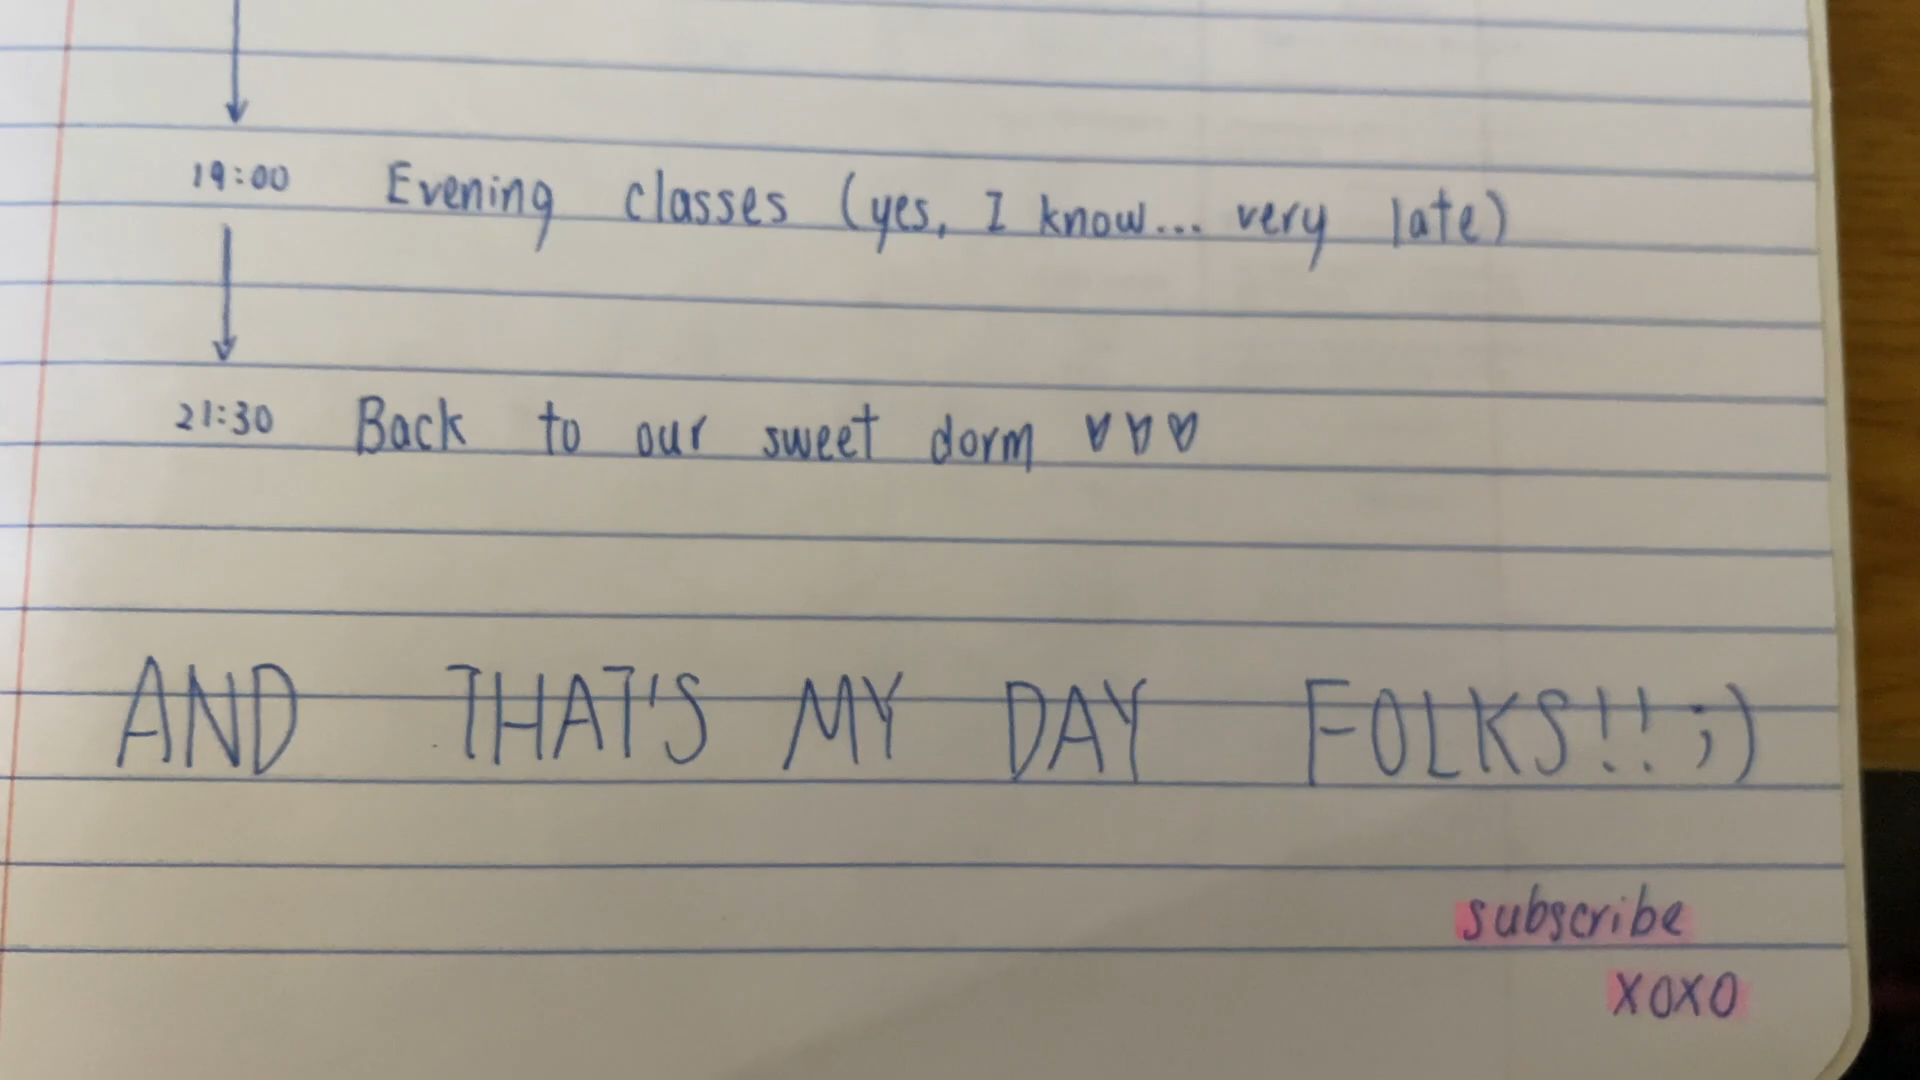 19:00 Evening classes (yes, I know... very late)
21:30 Back to our sweet dorm ♡♡♡
AND THAT'S MY DAY FOLKS!! ;)
subscribe
XOXO